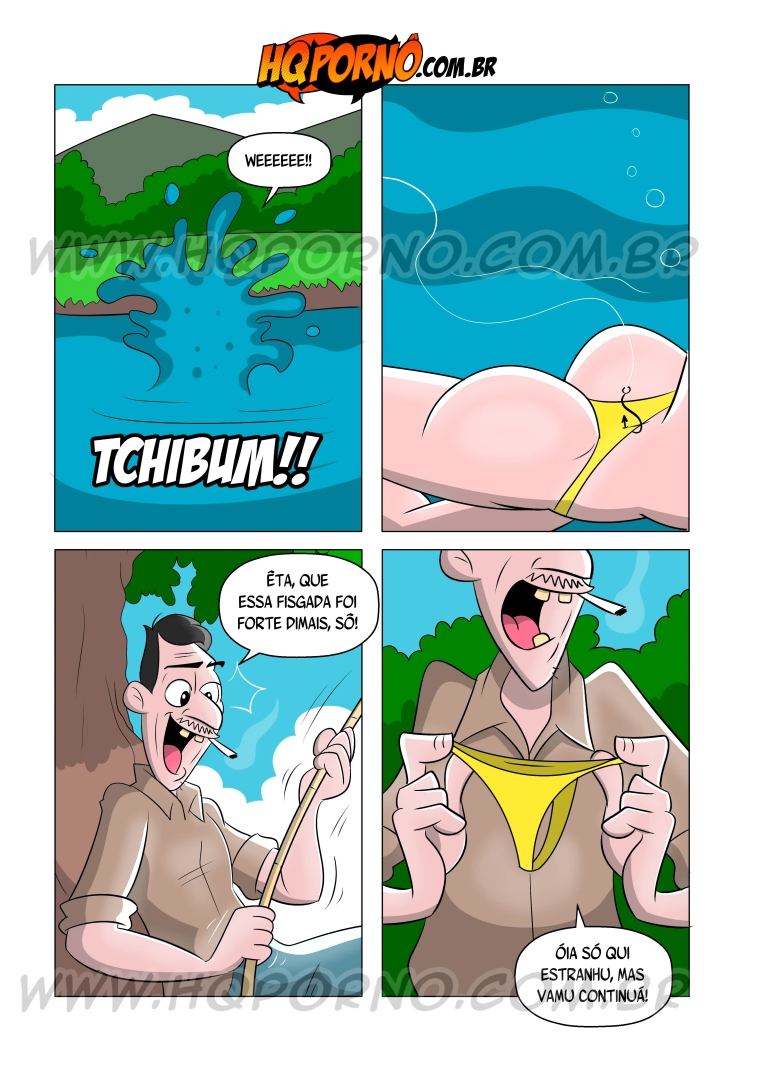 HQPORNÔ.COM.BR
WEEEEEE!!
WWW.HQPORNO.COM.BR
TCHIBUM!!
ÊTA, QUE
ESSA FISGADA FOI
FORTE DIMAIS, SÔ!
ÓIA SÓ QUI
ESTRANHU, MAS
VAMU CONTINUÁ!
WWW.HQPORNO.COM.BR